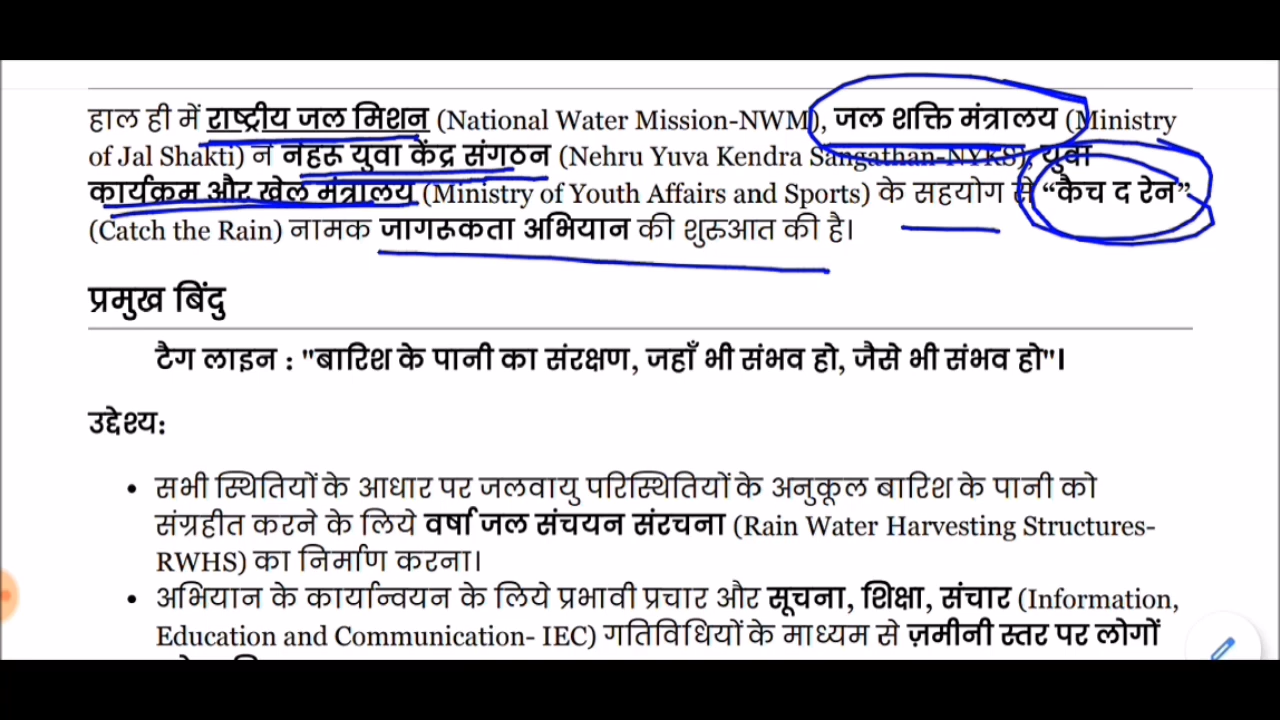 हाल ही में राष्ट्रीय जल मिशन (National Water Mission-NWM), जल शक्ति मंत्रालय (Ministry
of Jal Shakti) ने नेहरू युवा केंद्र संगठन (Nehru Yuva Kendra Sangathan-NYKS), युवा
कार्यक्रम और खेल मंत्रालय (Ministry of Youth Affairs and Sports) के सहयोग से “कैच द रेन”
(Catch the Rain) नामक जागरूकता अभियान की शुरुआत की है।
प्रमुख बिंदु
टैग लाइन : "बारिश के पानी का संरक्षण, जहाँ भी संभव हो, जैसे भी संभव हो"।
उद्देश्य:
• सभी स्थितियों के आधार पर जलवायु परिस्थितियों के अनुकूल बारिश के पानी को
संग्रहीत करने के लिये वर्षा जल संचयन संरचना (Rain Water Harvesting Structures-
RWHS) का निर्माण करना।
• अभियान के कार्यान्वयन के लिये प्रभावी प्रचार और सूचना, शिक्षा, संचार (Information,
Education and Communication- IEC) गतिविधियों के माध्यम से ज़मीनी स्तर पर लोगों